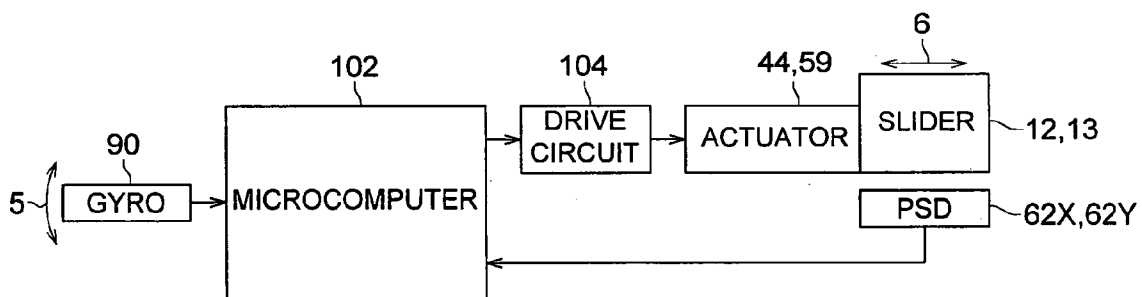 6
102
104
44,59
90
DRIVE
CIRCUIT
ACTUATOR
SLIDER
12,13
5
GYRO
MICROCOMPUTER
PSD
62X,62Y